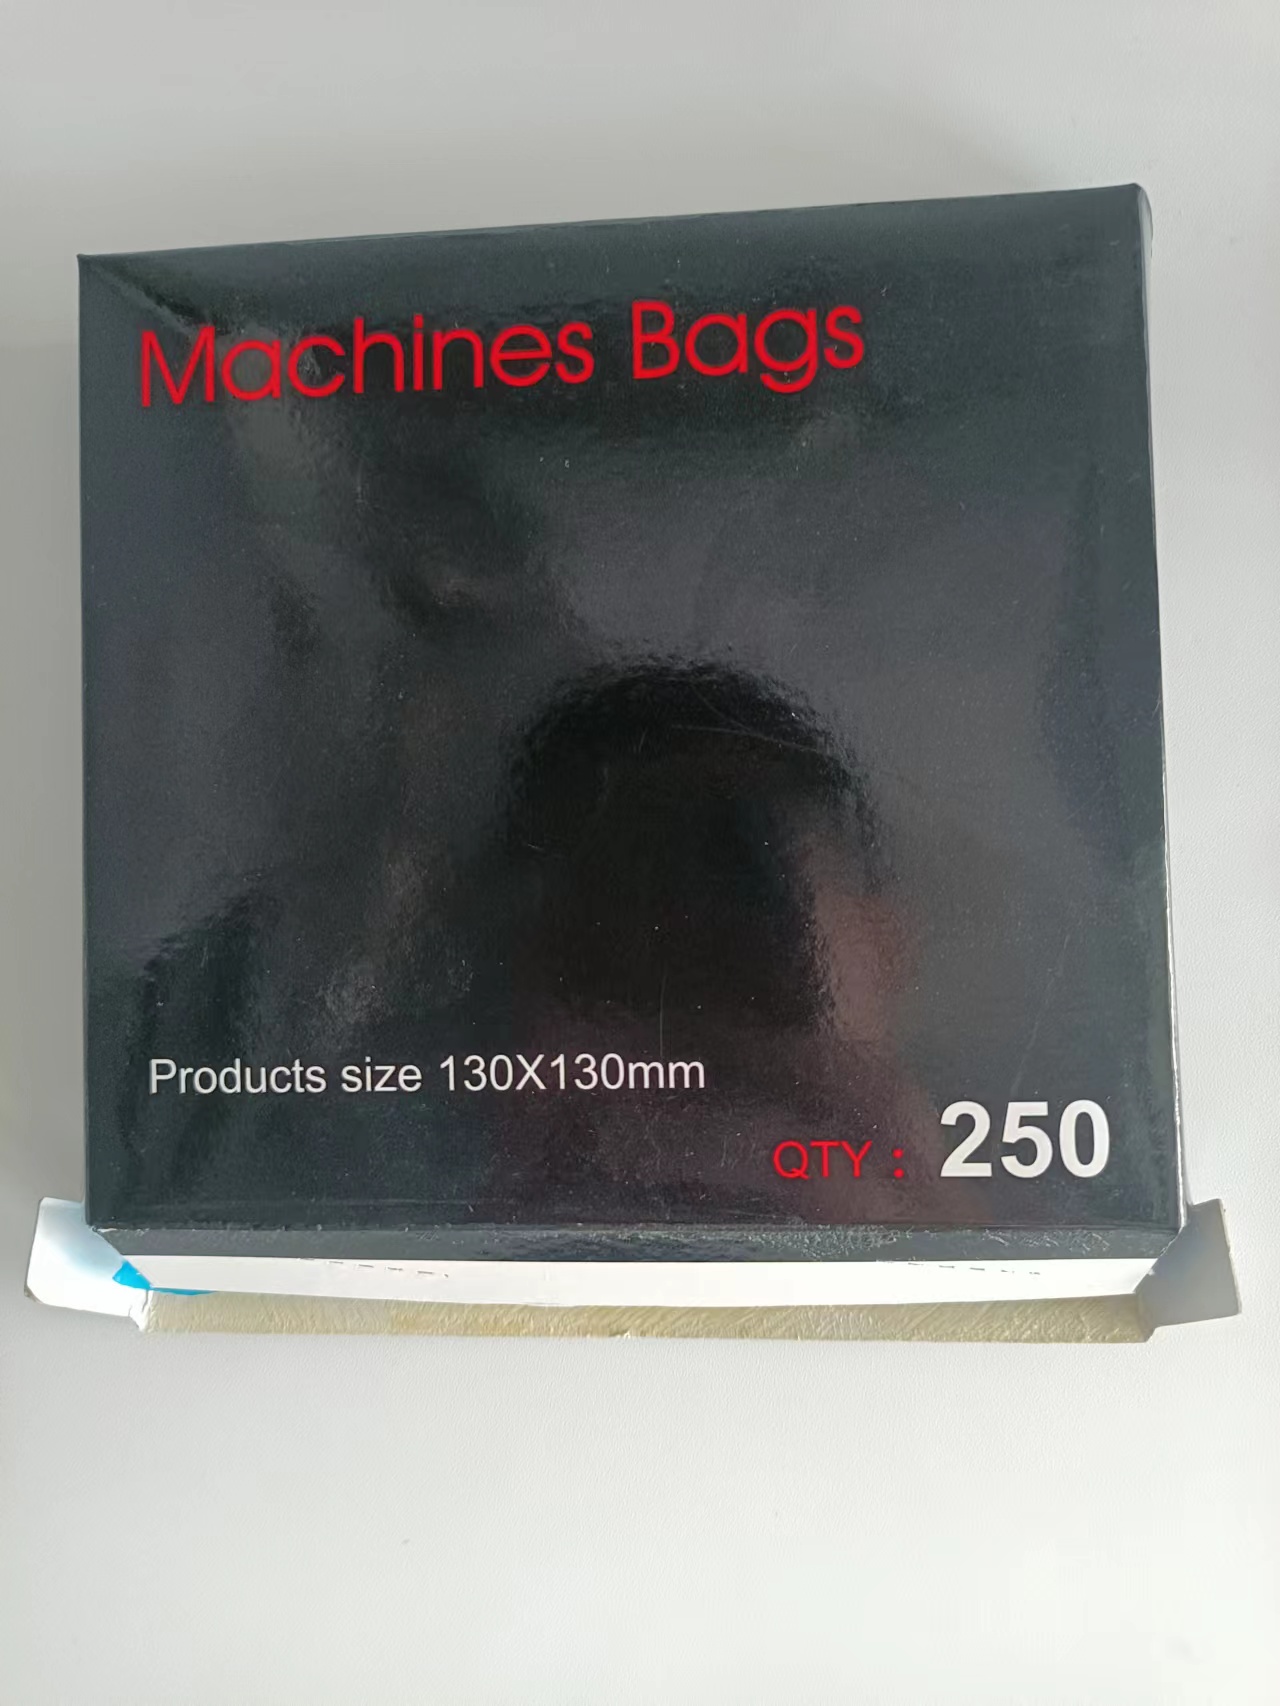 Machines Bags
Products size 130X130mm
QTY：250